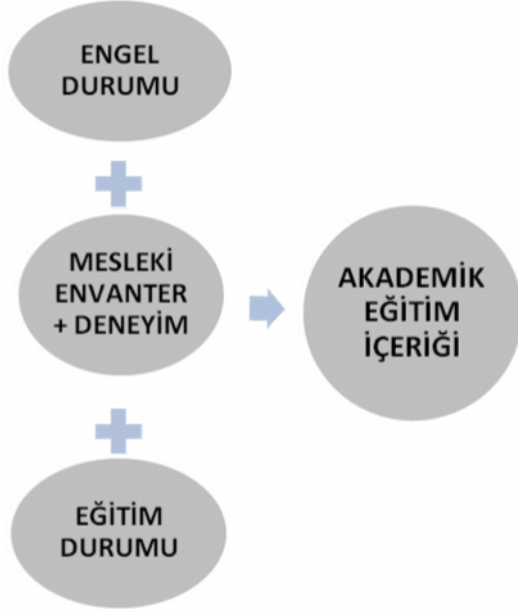 ENGEL
DURUMU
MESLEKİ
ENVANTER
+ DENEYİM
AKADEMİK
EĞİTİM
İÇERİĞİ
EĞİTİM
DURUMU